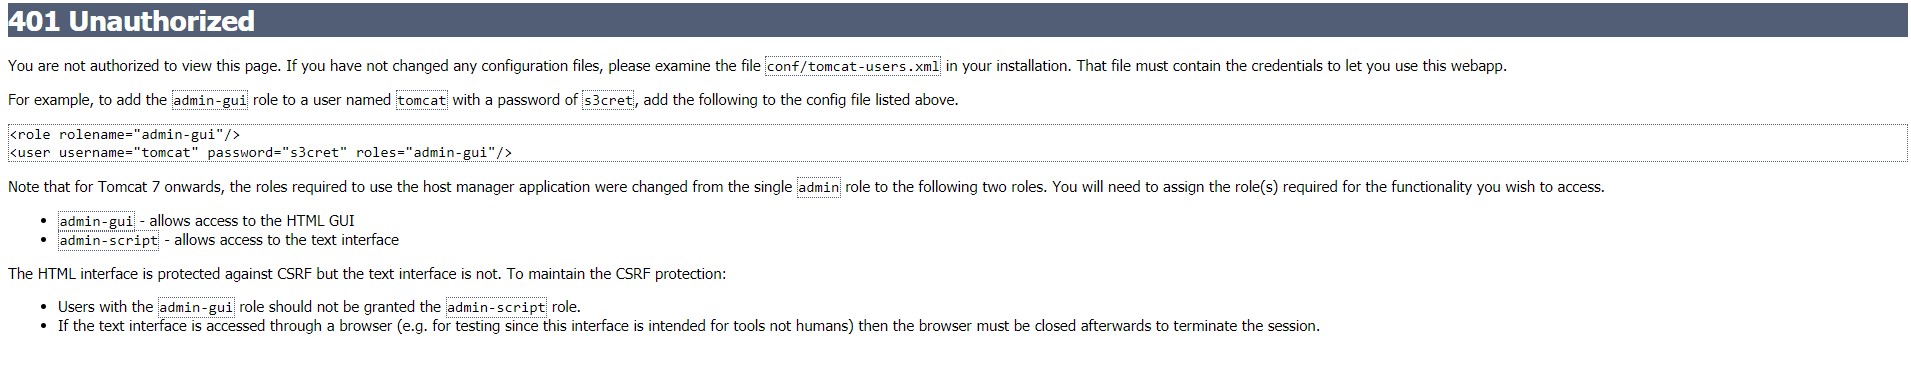 401 Unauthorized
You are not authorized to view this page. If you have not changed any configuration files, please examine the file conf/tomcat-users.xml in your installation. That file must contain the credentials to let you use this webapp.
For example, to add the admin-gui role to a user named tomcat with a password of s3cret, add the following to the config file listed above.
<role rolename="admin-gui"/>
<user username="tomcat" password="s3cret" roles="admin-gui"/>
Note that for Tomcat 7 onwards, the roles required to use the host manager application were changed from the single admin role to the following two roles. You will need to assign the role(s) required for the functionality you wish to access.
• admin-gui - allows access to the HTML GUI
• admin-script - allows access to the text interface
The HTML interface is protected against CSRF but the text interface is not. To maintain the CSRF protection:
• Users with the admin-gui role should not be granted the admin-script role.
• If the text interface is accessed through a browser (e.g. for testing since this interface is intended for tools not humans) then the browser must be closed afterwards to terminate the session.